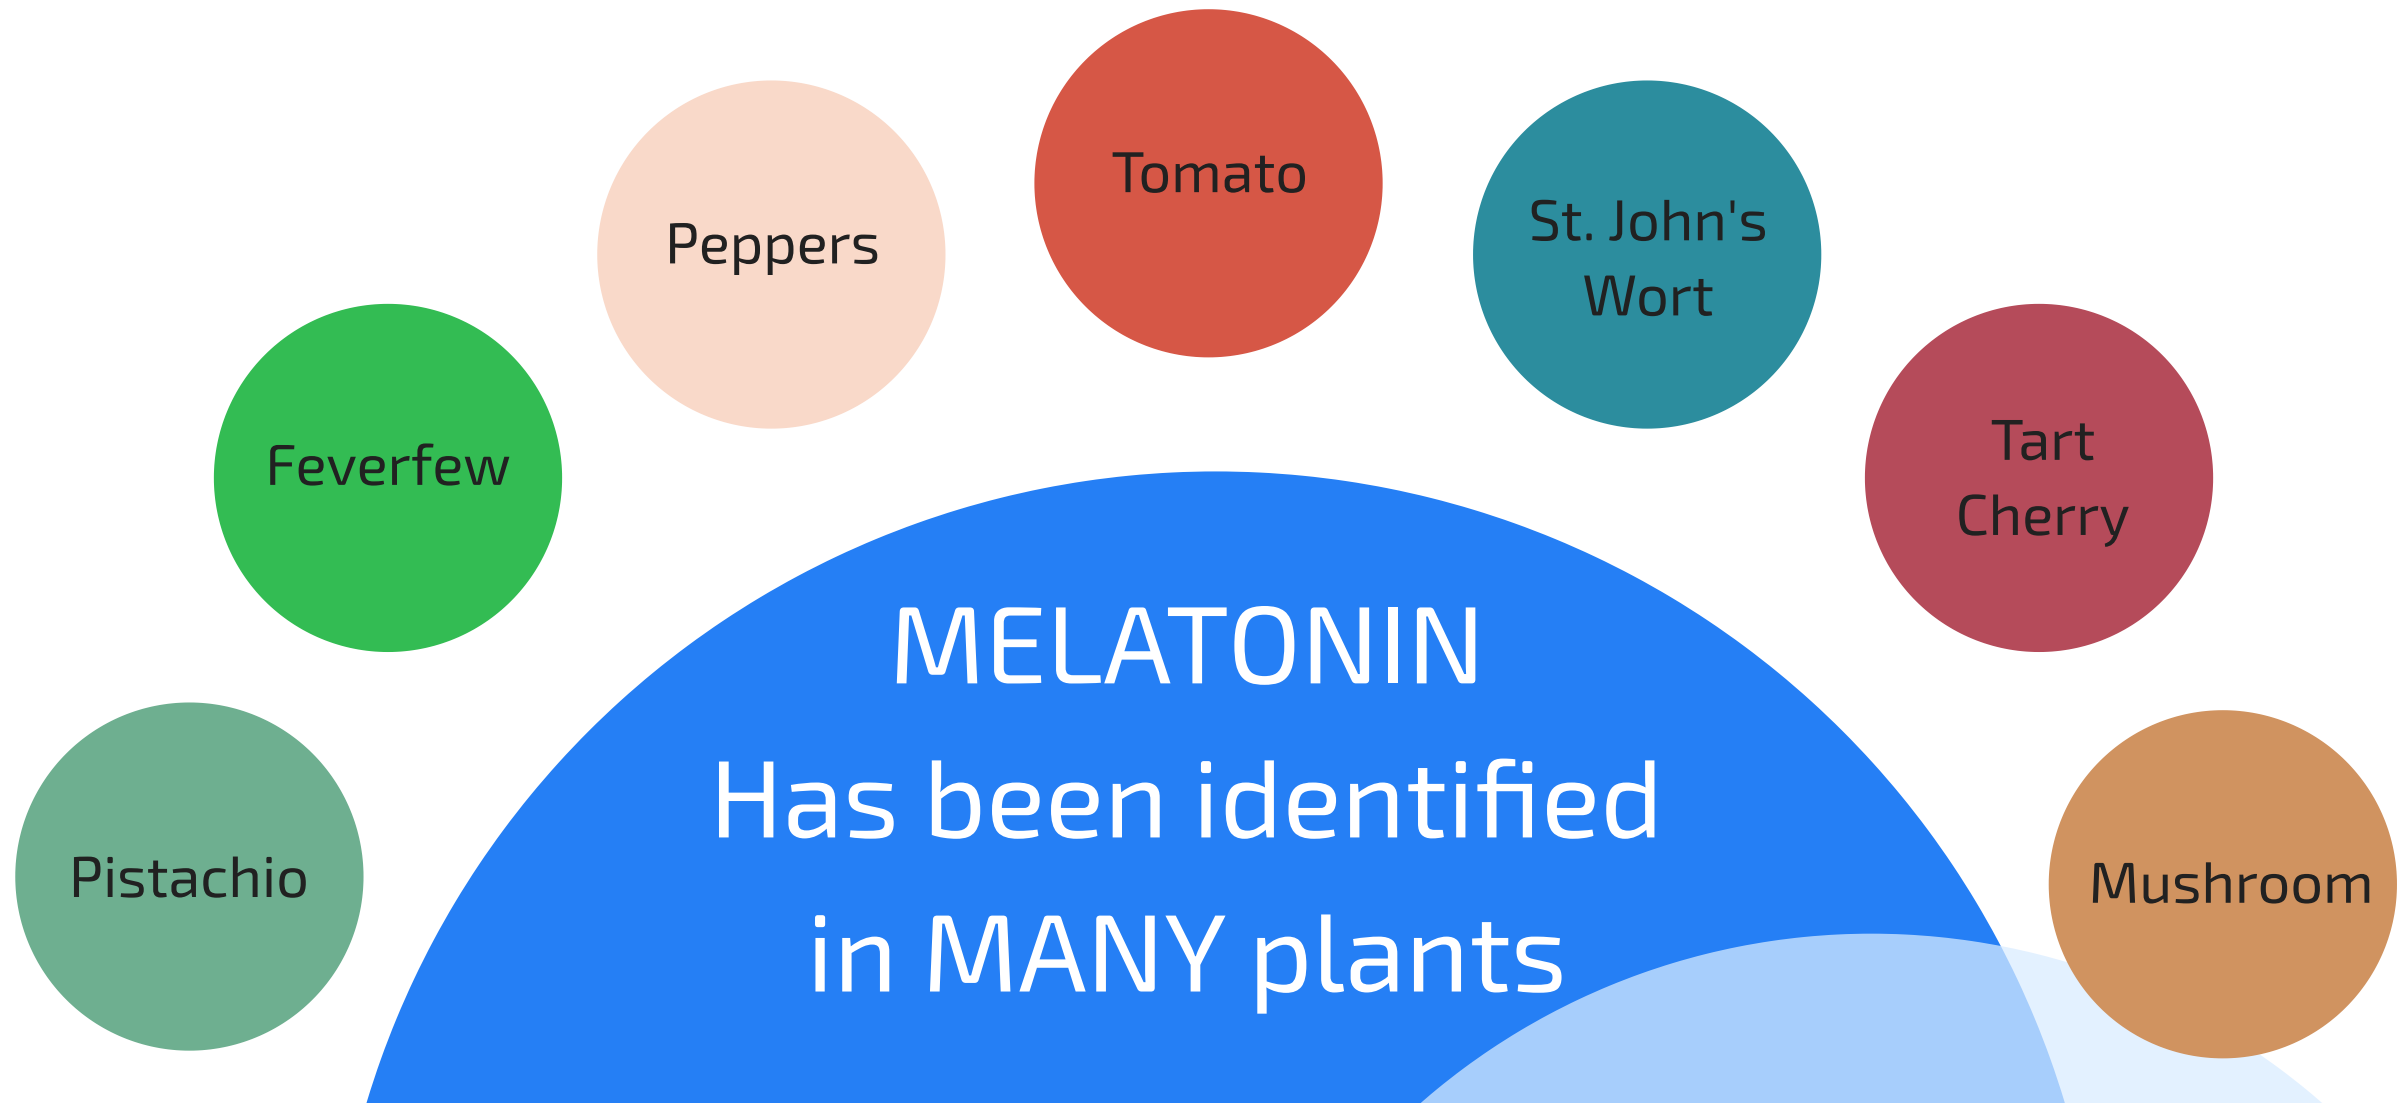 Tomato
Peppers
St. John's
Wort
Feverfew
Tart
Cherry
MELATONIN
Has been identified
in MANY plants
Pistachio
Mushroom